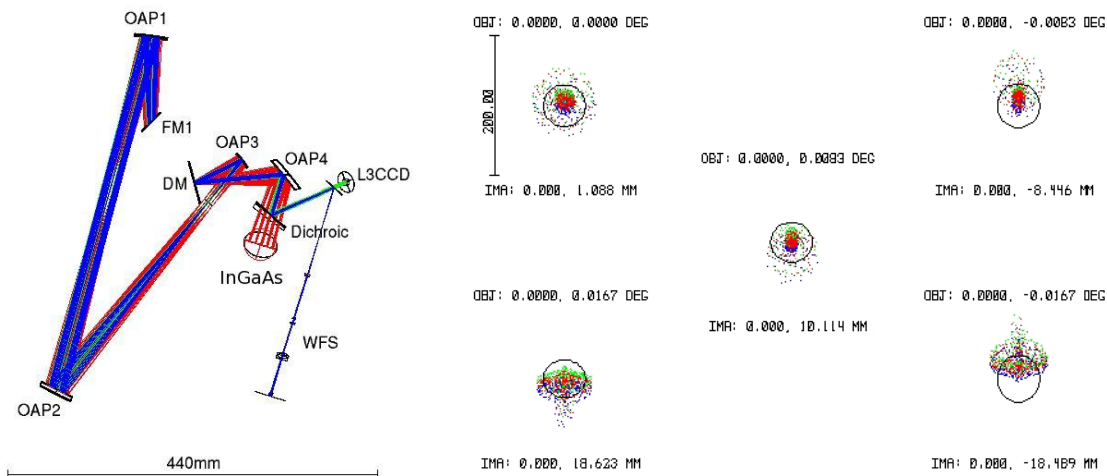 OAP1
FM1
OAP3
OAP4
DM
L3CCD
Dichroic
InGaAs
WFS
OAP2
440mm
OBJ: 0.0000, 0.0000 DEG
200.00
IMA: 0.000, 1.088 MM
OBJ: 0.0000, -0.0083 DEG
IMA: 0.000, -8.446 MM
OBJ: 0.0000, 0.0083 DEG
IMA: 0.000, 10.114 MM
OBJ: 0.0000, 0.0167 DEG
IMA: 0.000, 18.623 MM
OBJ: 0.0000, -0.0167 DEG
IMA: 0.000, -18.489 MM